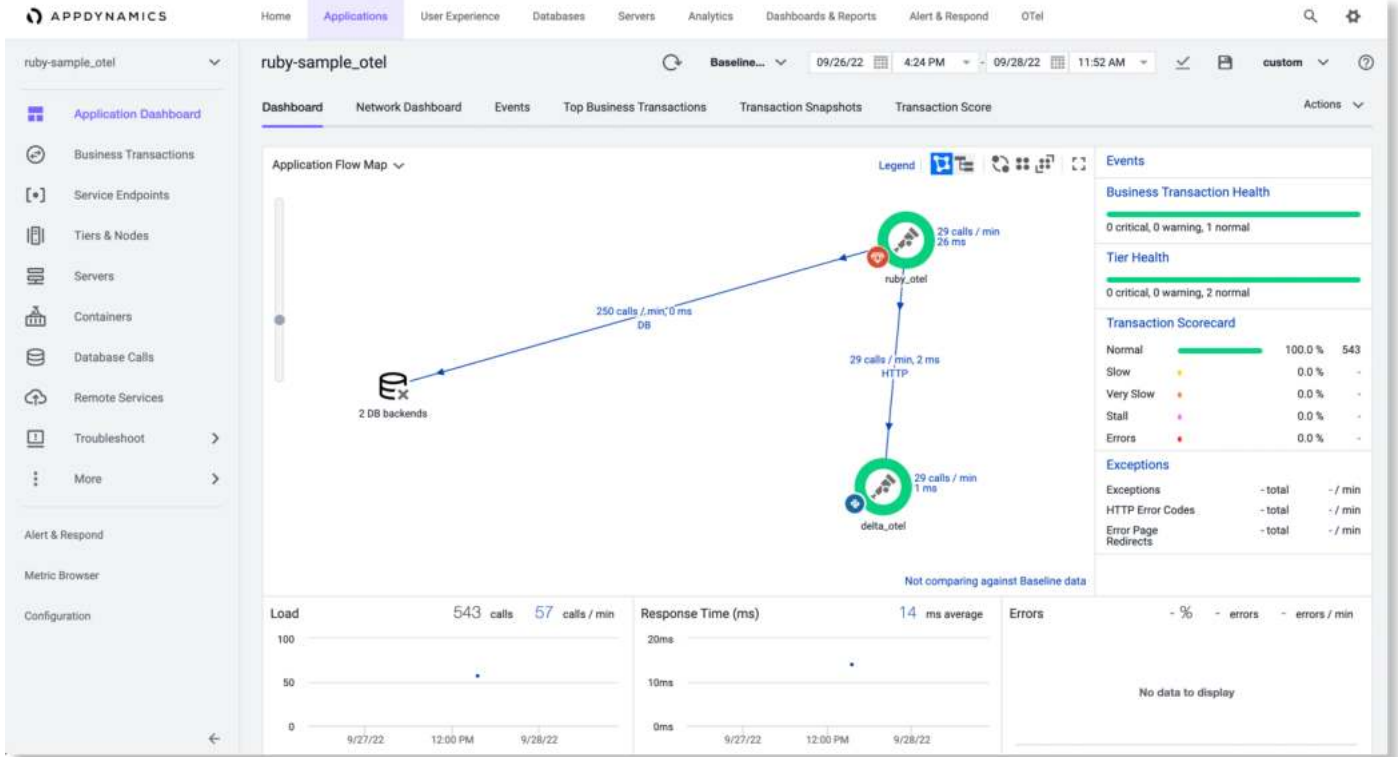 APPDYNAMICS
Home Applications User Experience Databases Servers Analytics Dashboards & Reports Alert & Respond OTel
ruby-sample_otel
Application Dashboard
Business Transactions
Service Endpoints
Tiers & Nodes
Servers
Containers
Database Calls
Remote Services
Troubleshoot
More
Alert & Respond
Metric Browser
Configuration
ruby-sample_otel Baseline... 09/26/22 4:24 PM - 09/28/22 11:52 AM custom
Dashboard Network Dashboard Events Top Business Transactions Transaction Snapshots Transaction Score Actions
Application Flow Map Legend
29 calls / min
26 ms
ruby_otel
250 calls / min, 0 ms
DB
29 calls / min, 2 ms
HTTP
2 DB backends
29 calls / min
1 ms
delta_otel
Not comparing against Baseline data
Events
Business Transaction Health
0 critical, 0 warning, 1 normal
Tier Health
0 critical, 0 warning, 2 normal
Transaction Scorecard
Normal 100.0 % 543
Slow 0.0 % -
Very Slow 0.0 % -
Stall 0.0 % -
Errors 0.0 % -
Exceptions
Exceptions - total - / min
HTTP Error Codes - total - / min
Error Page - total - / min
Redirects
Load 543 calls 57 calls / min
100
50
0
9/27/22 12:00 PM 9/28/22
Response Time (ms) 14 ms average
20ms
10ms
0ms
9/27/22 12:00 PM 9/28/22
Errors - % - errors - errors / min
No data to display